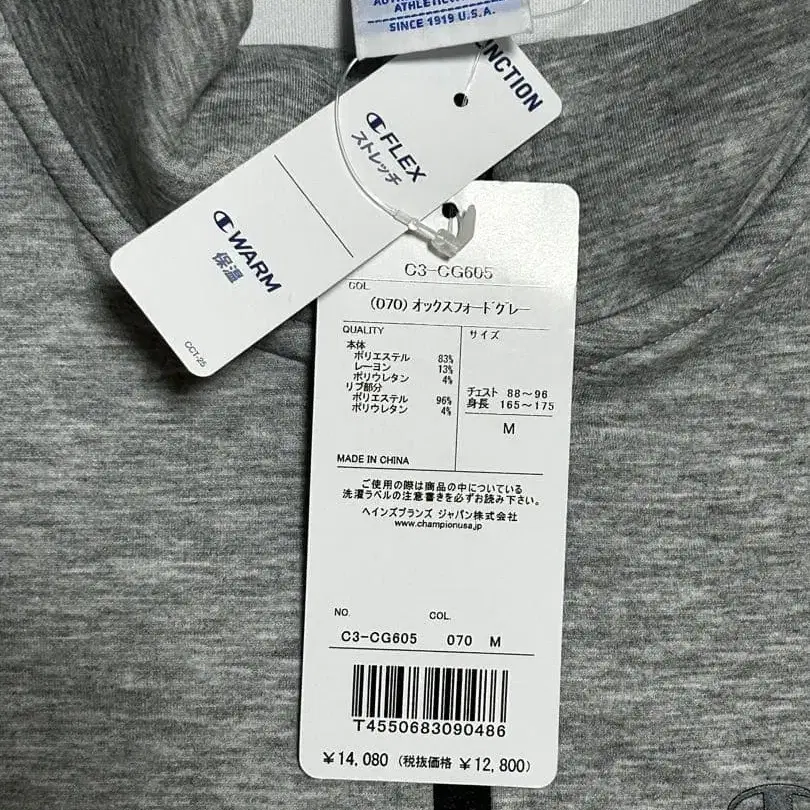 ATHLETIC
SINCE 1919 U.S.A.
NCTION
FLEX
ストレッチ
WARM
保温
CCT-25
C3-CG605
COL.
(070) オックスフォードグレー
QUALITY
サイズ
本体
ポリエステル 83%
レーヨン 13%
ポリウレタン 4%
リブ部分
ポリエステル 96%
ポリウレタン 4%
チェスト 88〜96
身長 165〜175
M
MADE IN CHINA
ご使用の際は商品の中についている
洗濯ラベルの注意書きを必ずお読み下さい。
ヘインズブランズ ジャパン株式会社
www.championusa.jp
NO. COL.
C3-CG605 070 M
T4550683090486
¥14,080 (税抜価格 ¥12,800)